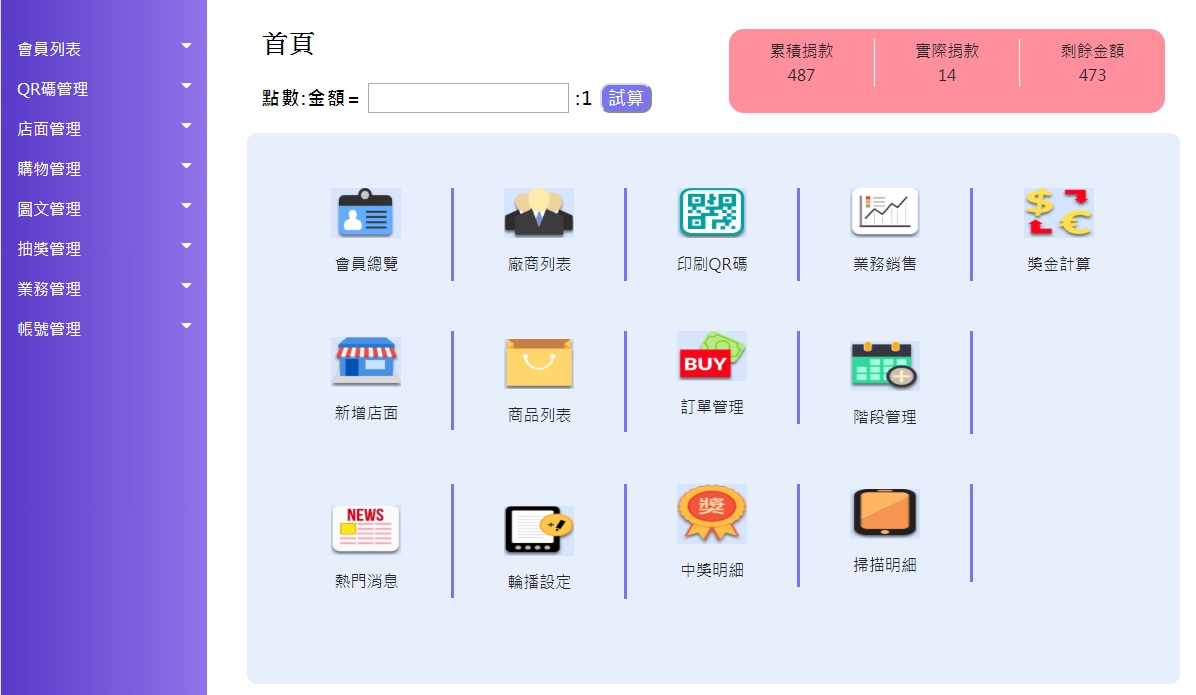 會員列表
QR碼管理
店面管理
購物管理
圖文管理
抽獎管理
業務管理
帳號管理
首頁
點數:金額= :1 試算
累積捐款 實際捐款 剩餘金額
487 14 473
會員總覽 廠商列表 印刷QR碼 業務銷售 獎金計算
BUY
新增店面 商品列表 訂單管理 階段管理
NEWS 獎
熱門消息 輪播設定 中獎明細 掃描明細